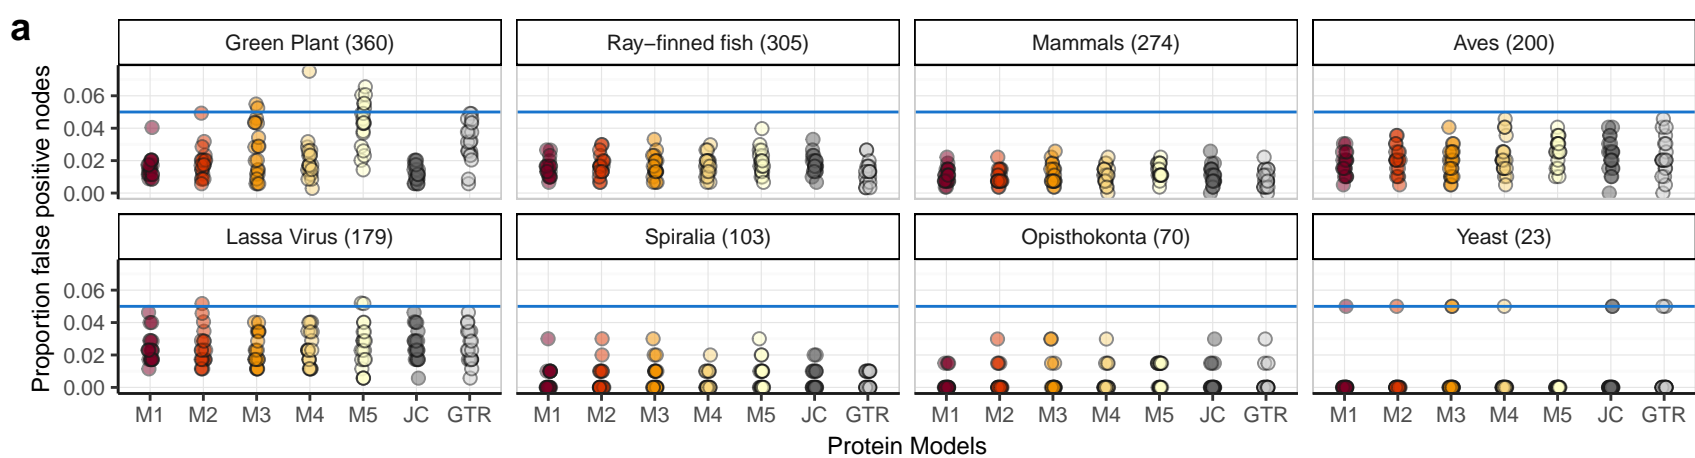 a
Green Plant (360)
Ray−finned fish (305)
Mammals (274)
Aves (200)
Proportion false positive nodes
0.06
0.04
0.02
0.00
Lassa Virus (179)
Spiralia (103)
Opisthokonta (70)
Yeast (23)
0.06
0.04
0.02
0.00
M1 M2 M3 M4 M5 JC GTR
M1 M2 M3 M4 M5 JC GTR
M1 M2 M3 M4 M5 JC GTR
M1 M2 M3 M4 M5 JC GTR
Protein Models